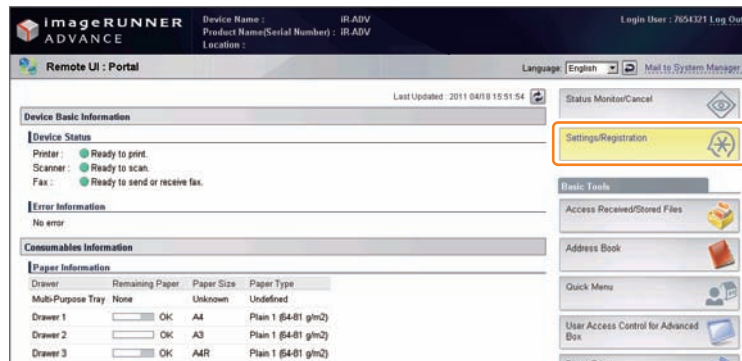 imageRUNNER
ADVANCE
Device Name : iR-ADV
Product Name(Serial Number) : iR-ADV
Location :
Login User : 7654321 Log Out
Remote UI : Portal
Language: English Mail to System Manager
Last Updated : 2011 04/18 15:51:54
Device Basic Information
Device Status
Printer : Ready to print.
Scanner : Ready to scan.
Fax : Ready to send or receive fax.
Error Information
No error
Consumables Information
Paper Information
Drawer Remaining Paper Paper Size Paper Type
Multi-Purpose Tray None Unknown Undefined
Drawer 1 OK A4 Plain 1 (64-81 g/m2)
Drawer 2 OK A3 Plain 1 (64-81 g/m2)
Drawer 3 OK A4R Plain 1 (64-81 g/m2)
Status Monitor/Cancel
Settings/Registration
Basic Tools
Access Received/Stored Files
Address Book
Quick Menu
User Access Control for Advanced
Box